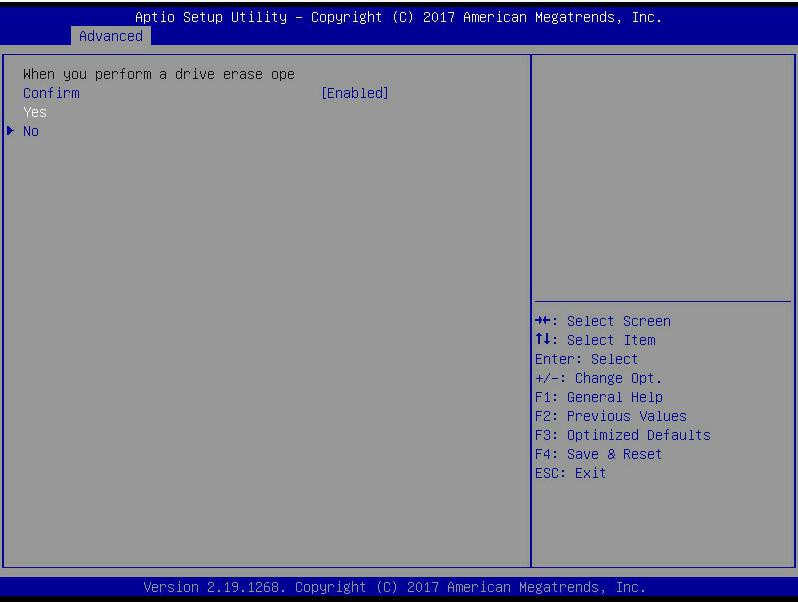 Aptio Setup Utility – Copyright (C) 2017 American Megatrends, Inc.
Advanced
When you perform a drive erase ope
Confirm [Enabled]
Yes
No
→←: Select Screen
↑↓: Select Item
Enter: Select
+/-: Change Opt.
F1: General Help
F2: Previous Values
F3: Optimized Defaults
F4: Save & Reset
ESC: Exit
Version 2.19.1268. Copyright (C) 2017 American Megatrends, Inc.